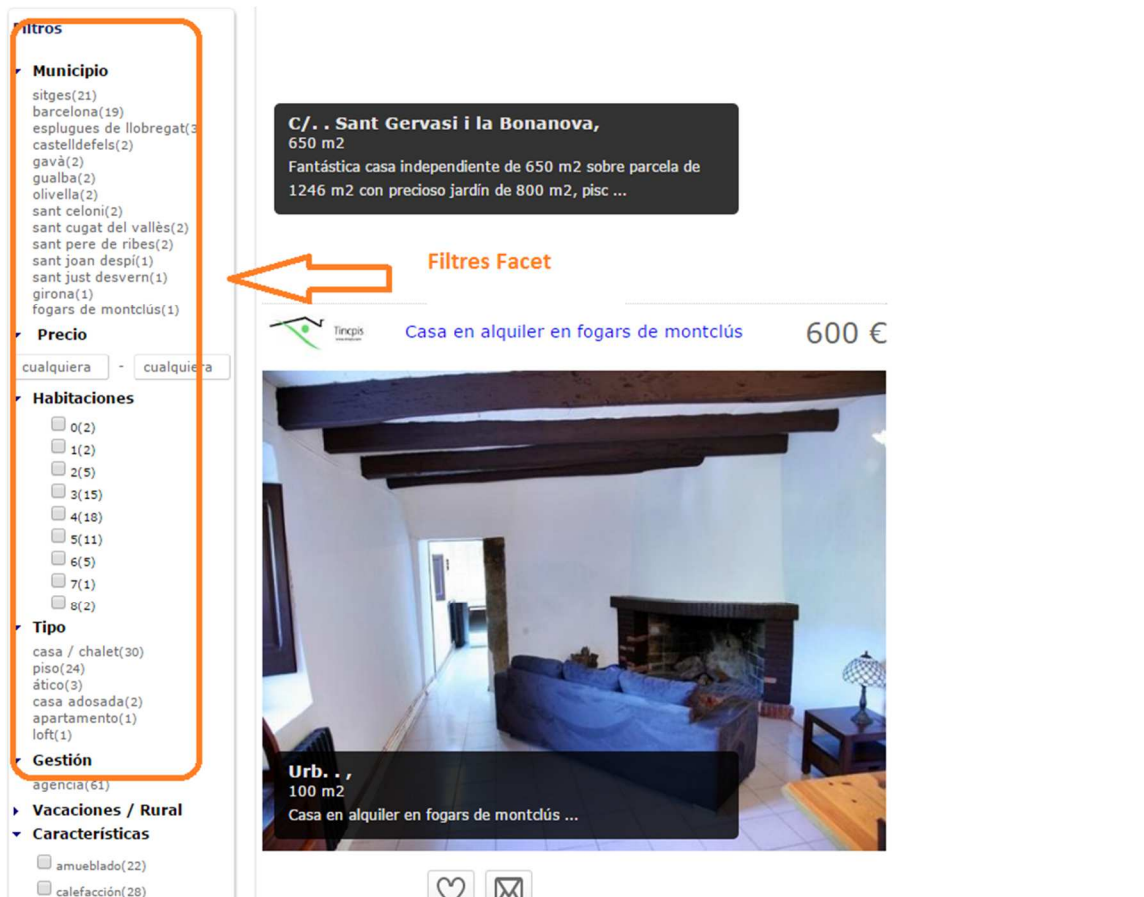 Filtros
Municipio
sitges(21)
barcelona(19)
esplugues de llobregat(3
castelldefels(2)
gavà(2)
gualba(2)
olivella(2)
sant celoni(2)
sant cugat del vallès(2)
sant pere de ribes(2)
sant joan despí(1)
sant just desvern(1)
girona(1)
fogars de montclús(1)
Precio
cualquiera - cualquiera
Habitaciones
0(2)
1(2)
2(5)
3(15)
4(18)
5(11)
6(5)
7(1)
8(2)
Tipo
casa / chalet(30)
piso(24)
ático(3)
casa adosada(2)
apartamento(1)
loft(1)
Gestión
agencia(61)
Vacaciones / Rural
Características
amueblado(22)
calefacción(28)
C/. . Sant Gervasi i la Bonanova,
650 m2
Fantástica casa independiente de 650 m2 sobre parcela de
1246 m2 con precioso jardín de 800 m2, pisc ...
Filtres Facet
Tincpis
Casa en alquiler en fogars de montclús
600 €
Urb. . ,
100 m2
Casa en alquiler en fogars de montclús ...